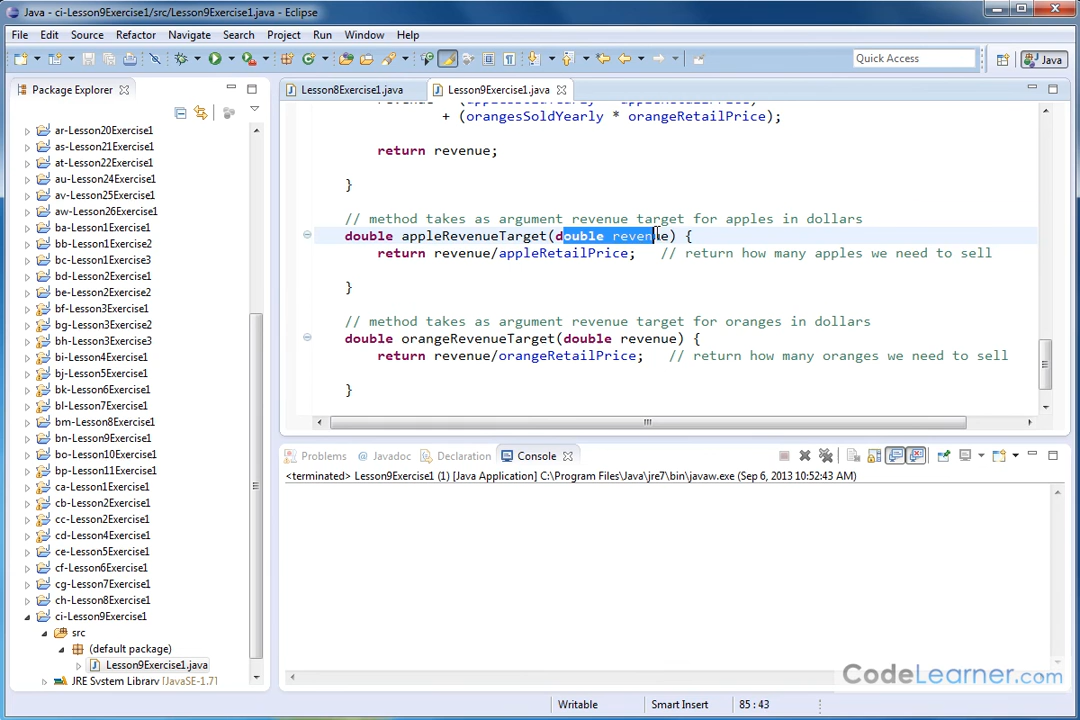 Java - ci-Lesson9Exercise1/src/Lesson9Exercise1.java - Eclipse
File Edit Source Refactor Navigate Search Project Run Window Help
Quick Access
Java
Package Explorer
Lesson8Exercise1.java
Lesson9Exercise1.java
ar-Lesson20Exercise1
as-Lesson21Exercise1
at-Lesson22Exercise1
au-Lesson24Exercise1
av-Lesson25Exercise1
aw-Lesson26Exercise1
ba-Lesson1Exercise1
bb-Lesson1Exercise2
bc-Lesson1Exercise3
bd-Lesson2Exercise1
be-Lesson2Exercise2
bf-Lesson3Exercise1
bg-Lesson3Exercise2
bh-Lesson3Exercise1
bi-Lesson4Exercise1
bj-Lesson5Exercise1
bk-Lesson6Exercise1
bl-Lesson7Exercise1
bm-Lesson8Exercise1
bn-Lesson9Exercise1
bo-Lesson10Exercise1
bp-Lesson11Exercise1
ca-Lesson1Exercise1
cb-Lesson2Exercise1
cc-Lesson2Exercise2
cd-Lesson4Exercise1
ce-Lesson5Exercise1
cf-Lesson6Exercise1
cg-Lesson7Exercise1
ch-Lesson8Exercise1
ci-Lesson9Exercise1
src
(default package)
Lesson9Exercise1.java
JRE System Library [JavaSE-1.7]
+ (orangesSoldYearly * orangeRetailPrice);
return revenue;
}
// method takes as argument revenue target for apples in dollars
double appleRevenueTarget(double revenue) {
return revenue/appleRetailPrice; // return how many apples we need to sell
}
// method takes as argument revenue target for oranges in dollars
double orangeRevenueTarget(double revenue) {
return revenue/orangeRetailPrice; // return how many oranges we need to sell
}
Problems @ Javadoc Declaration Console
<terminated> Lesson9Exercise1 (1) [Java Application] C:\Program Files\Java\jre7\bin\javaw.exe (Sep 6, 2013 10:52:43 AM)
CodeLearner.com
Writable Smart Insert 85 : 43